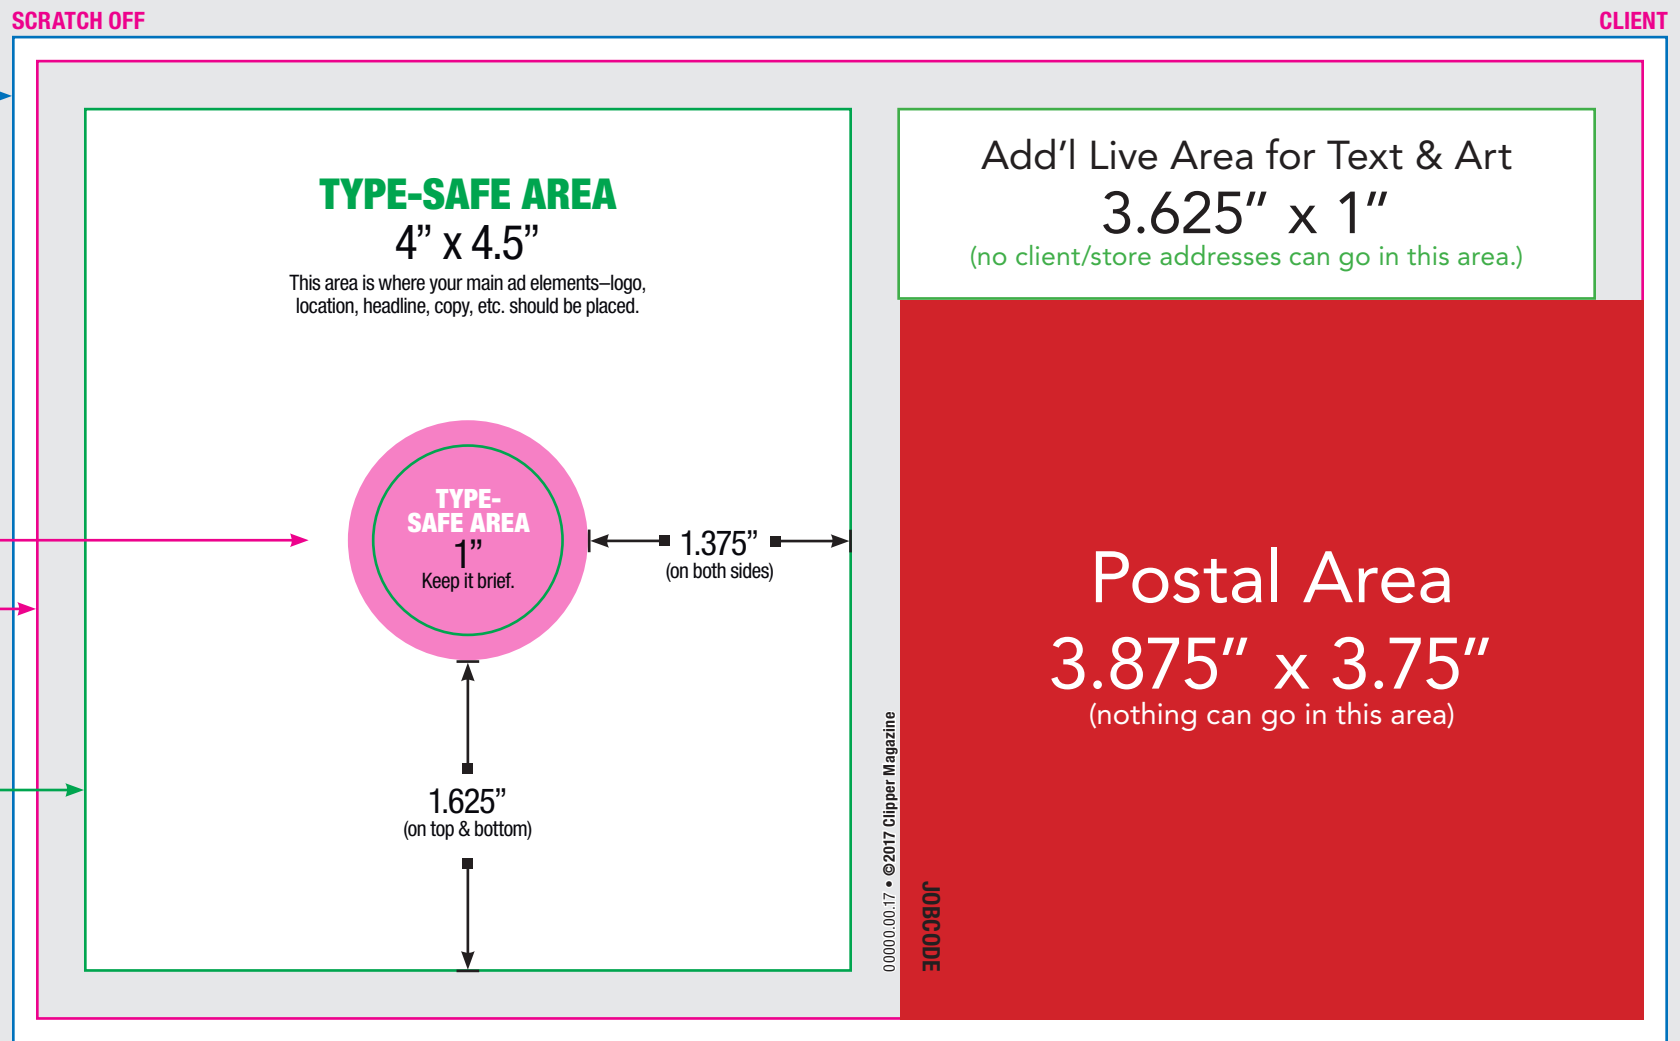 SCRATCH OFF
CLIENT
TYPE-SAFE AREA
4” x 4.5”
This area is where your main ad elements–logo,
location, headline, copy, etc. should be placed.
TYPE-
SAFE AREA
1”
Keep it brief.
1.375”
(on both sides)
1.625”
(on top & bottom)
Add’l Live Area for Text & Art
3.625” x 1”
(no client/store addresses can go in this area.)
Postal Area
3.875” x 3.75”
(nothing can go in this area)
00000.00.17 • ©2017 Clipper Magazine
JOBCODE